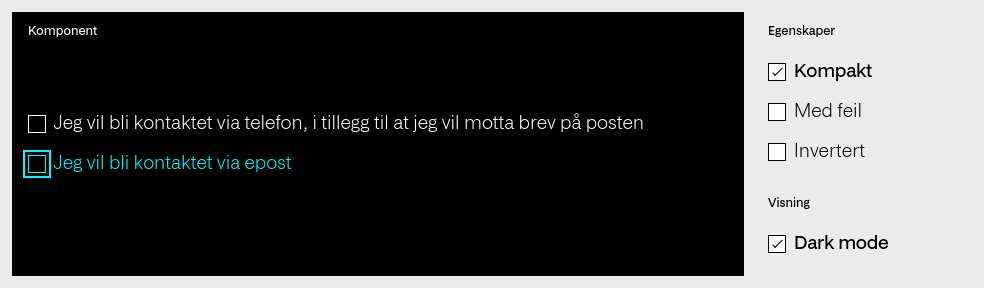 Komponent
Jeg vil bli kontaktet via telefon, i tillegg til at jeg vil motta brev på posten
Jeg vil bli kontaktet via epost
Egenskaper
Kompakt
Med feil
Invertert
Visning
Dark mode